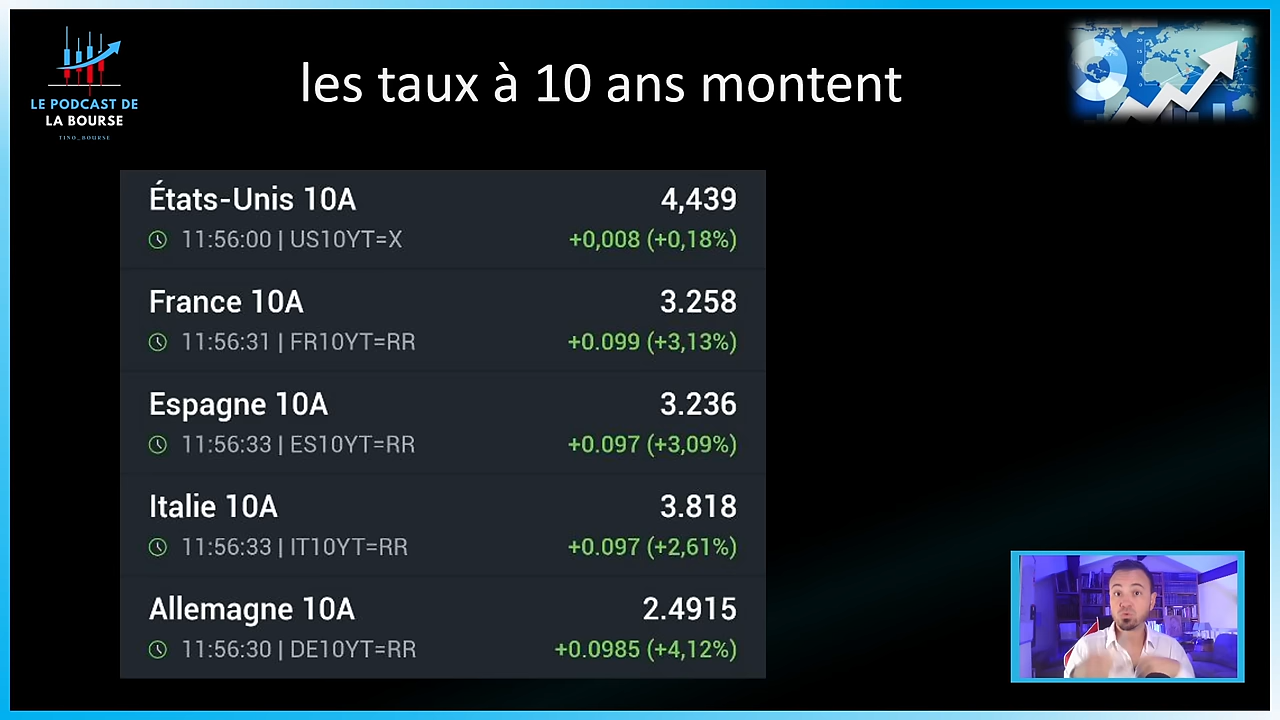 LE PODCAST DE
LA BOURSE
TINO_BOURSE
les taux à 10 ans montent
États-Unis 10A 4,439
11:56:00 | US10YT=X +0,008 (+0,18%)
France 10A 3.258
11:56:31 | FR10YT=RR +0.099 (+3,13%)
Espagne 10A 3.236
11:56:33 | ES10YT=RR +0.097 (+3,09%)
Italie 10A 3.818
11:56:33 | IT10YT=RR +0.097 (+2,61%)
Allemagne 10A 2.4915
11:56:30 | DE10YT=RR +0.0985 (+4,12%)